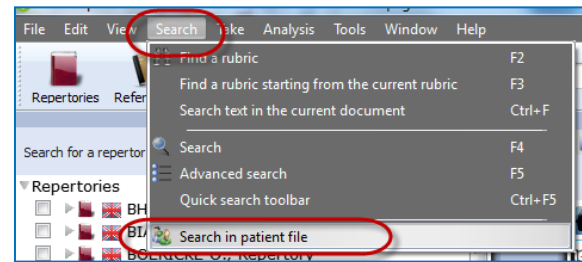 File Edit View Search Take Analysis Tools Window Help
Find a rubric F2
Find a rubric starting from the current rubric F3
Search text in the current document Ctrl+F
Search F4
Advanced search F5
Quick search toolbar Ctrl+F5
Search in patient file
Repertories Refer
Search for a repertor
Repertories
BH
BI
BOERICKE O., Repertory